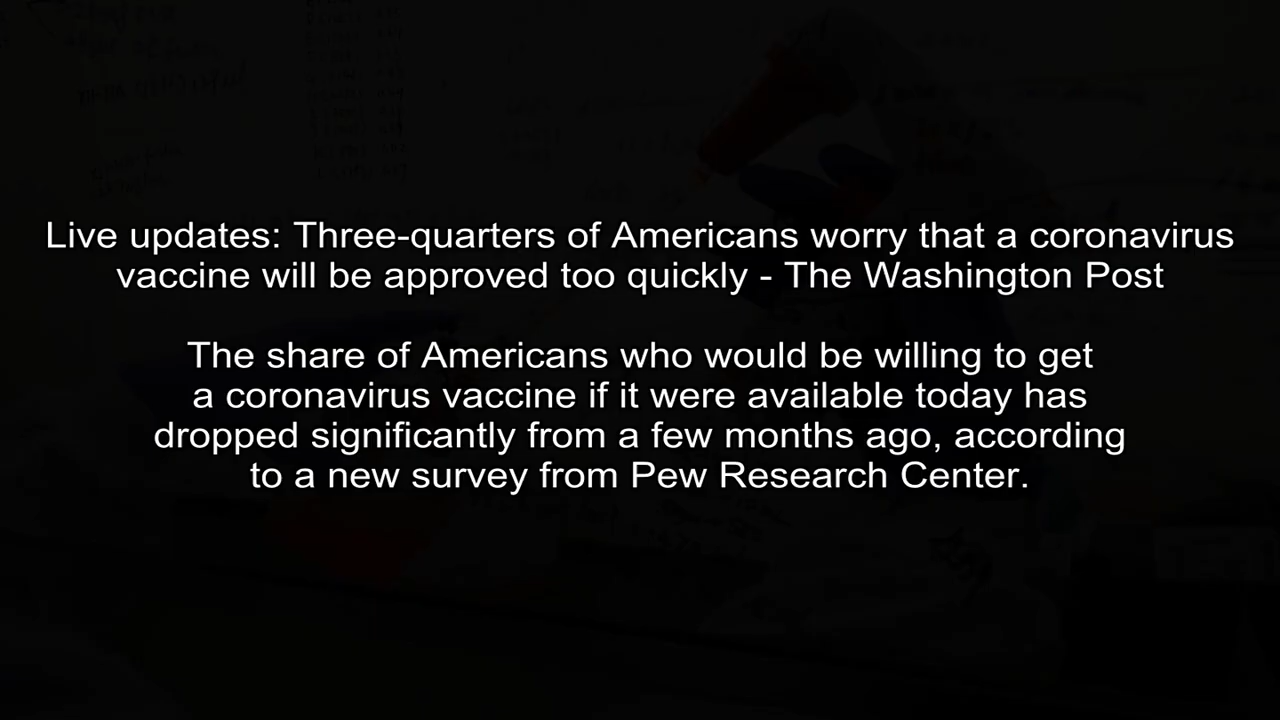 Live updates: Three-quarters of Americans worry that a coronavirus
vaccine will be approved too quickly - The Washington Post
The share of Americans who would be willing to get
a coronavirus vaccine if it were available today has
dropped significantly from a few months ago, according
to a new survey from Pew Research Center.